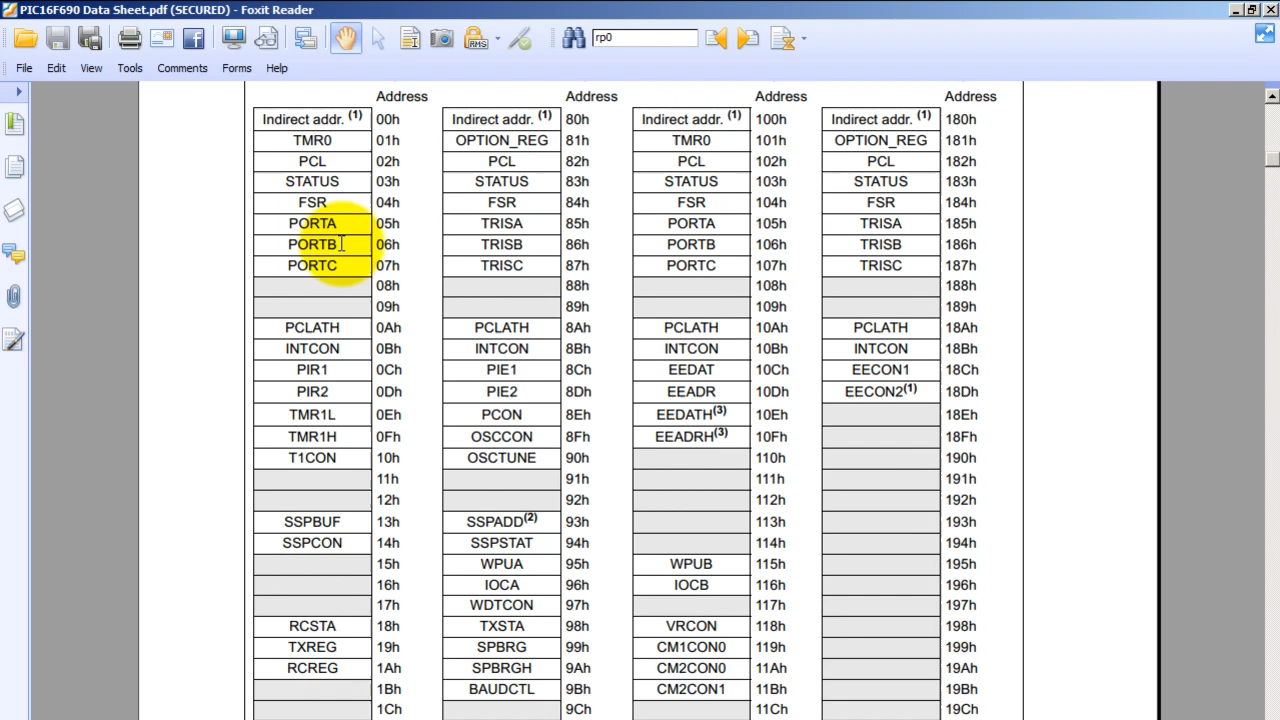 PIC16F690 Data Sheet.pdf (SECURED) - Foxit Reader
RMS rp0
File Edit View Tools Comments Forms Help
Address Address Address Address
Indirect addr. (1) 00h Indirect addr. (1) 80h Indirect addr. (1) 100h Indirect addr. (1) 180h
TMR0 01h OPTION_REG 81h TMR0 101h OPTION_REG 181h
PCL 02h PCL 82h PCL 102h PCL 182h
STATUS 03h STATUS 83h STATUS 103h STATUS 183h
FSR 04h FSR 84h FSR 104h FSR 184h
PORTA 05h TRISA 85h PORTA 105h TRISA 185h
PORTB 06h TRISB 86h PORTB 106h TRISB 186h
PORTC 07h TRISC 87h PORTC 107h TRISC 187h
08h 88h 108h 188h
09h 89h 109h 189h
PCLATH 0Ah PCLATH 8Ah PCLATH 10Ah PCLATH 18Ah
INTCON 0Bh INTCON 8Bh INTCON 10Bh INTCON 18Bh
PIR1 0Ch PIE1 8Ch EEDAT 10Ch EECON1 18Ch
PIR2 0Dh PIE2 8Dh EEADR 10Dh EECON2(1) 18Dh
TMR1L 0Eh PCON 8Eh EEDATH(3) 10Eh 18Eh
TMR1H 0Fh OSCCON 8Fh EEADRH(3) 10Fh 18Fh
T1CON 10h OSCTUNE 90h 110h 190h
11h 91h 111h 191h
12h 92h 112h 192h
SSPBUF 13h SSPADD(2) 93h 113h 193h
SSPCON 14h SSPSTAT 94h 114h 194h
15h WPUA 95h WPUB 115h 195h
16h IOCA 96h IOCB 116h 196h
17h WDTCON 97h 117h 197h
RCSTA 18h TXSTA 98h VRCON 118h 198h
TXREG 19h SPBRG 99h CM1CON0 119h 199h
RCREG 1Ah SPBRGH 9Ah CM2CON0 11Ah 19Ah
1Bh BAUDCTL 9Bh CM2CON1 11Bh 19Bh
1Ch 9Ch 11Ch 19Ch